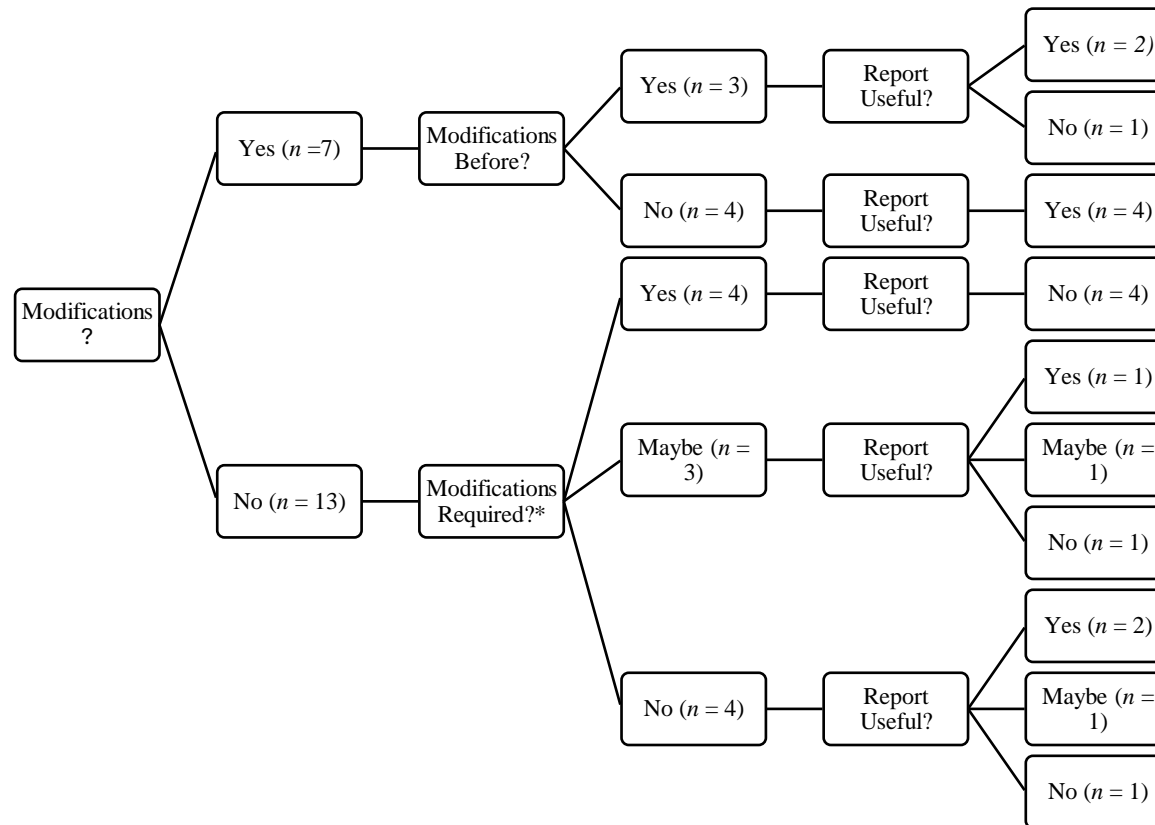 Modifications
?
Yes (n =7)
Modifications
Before?
Yes (n = 3)
Report
Useful?
Yes (n = 2)
No (n = 1)
No (n = 4)
Report
Useful?
Yes (n = 4)
No (n = 13)
Modifications
Required?*
Yes (n = 4)
Report
Useful?
No (n = 4)
Maybe (n =
3)
Report
Useful?
Yes (n = 1)
Maybe (n =
1)
No (n = 1)
No (n = 4)
Report
Useful?
Yes (n = 2)
Maybe (n =
1)
No (n = 1)